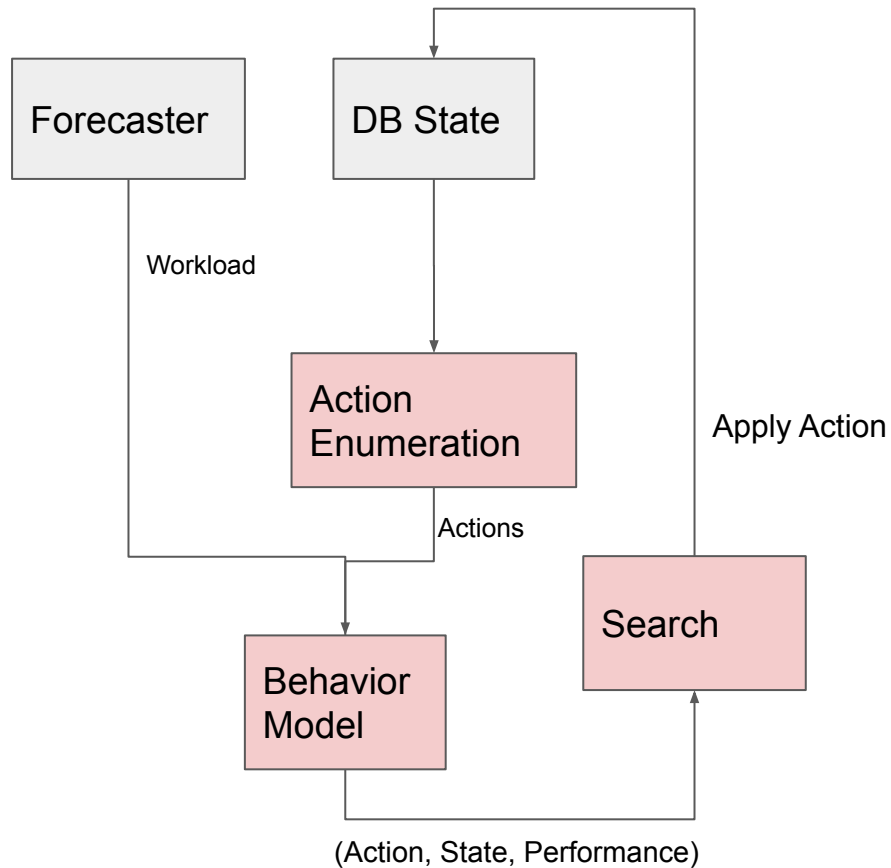 Forecaster
DB State
Workload
Action
Enumeration
Apply Action
Actions
Search
Behavior
Model
(Action, State, Performance)